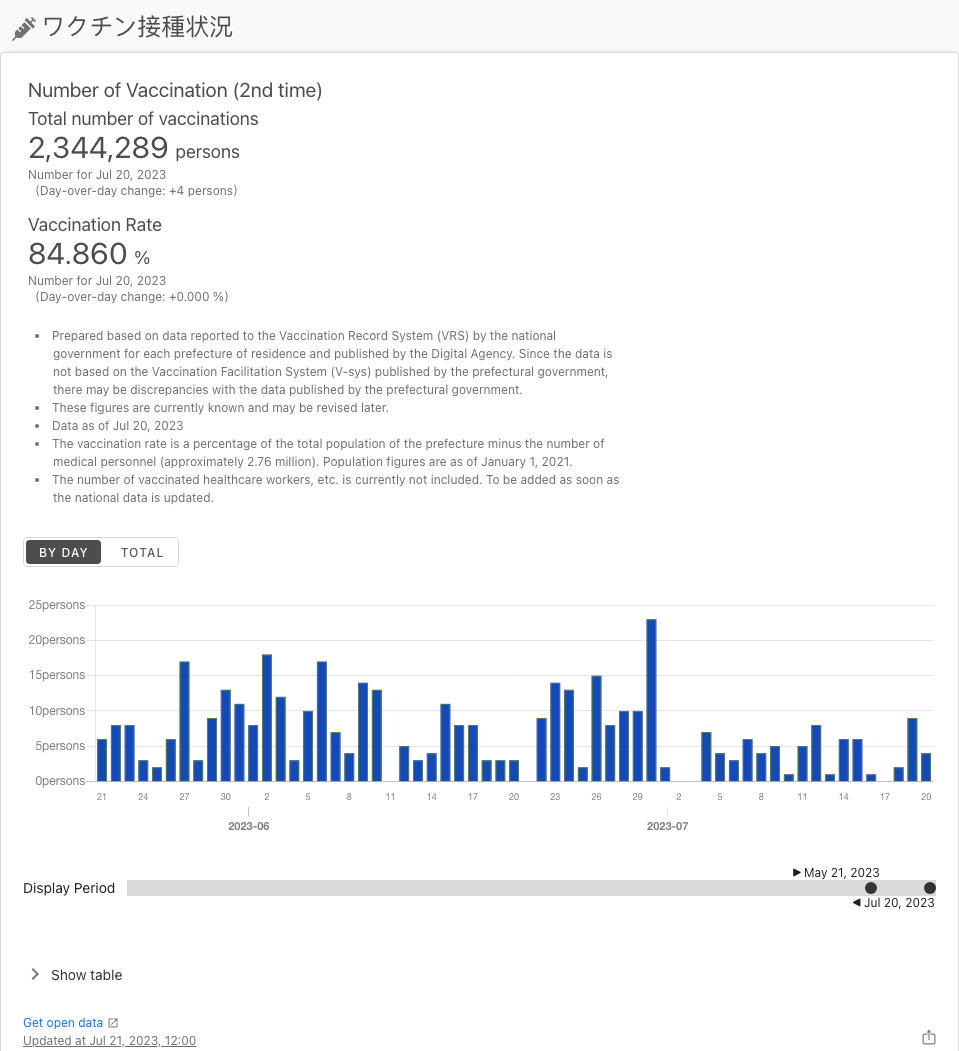 ワクチン接種状況
Number of Vaccination (2nd time)
Total number of vaccinations
2,344,289 persons
Number for Jul 20, 2023
(Day-over-day change: +4 persons)
Vaccination Rate
84.860 %
Number for Jul 20, 2023
(Day-over-day change: +0.000 %)
• Prepared based on data reported to the Vaccination Record System (VRS) by the national
government for each prefecture of residence and published by the Digital Agency. Since the data is
not based on the Vaccination Facilitation System (V-sys) published by the prefectural government,
there may be discrepancies with the data published by the prefectural government.
• These figures are currently known and may be revised later.
• Data as of Jul 20, 2023
• The vaccination rate is a percentage of the total population of the prefecture minus the number of
medical personnel (approximately 2.76 million). Population figures are as of January 1, 2021.
• The number of vaccinated healthcare workers, etc. is currently not included. To be added as soon as
the national data is updated.
BY DAY TOTAL
25persons
20persons
15persons
10persons
5persons
0persons
21 24 27 30 2 5 8 11 14 17 20 23 26 29 2 5 8 11 14 17 20
2023-06 2023-07
▶ May 21, 2023
Display Period
◀ Jul 20, 2023
Show table
Get open data
Updated at Jul 21, 2023, 12:00